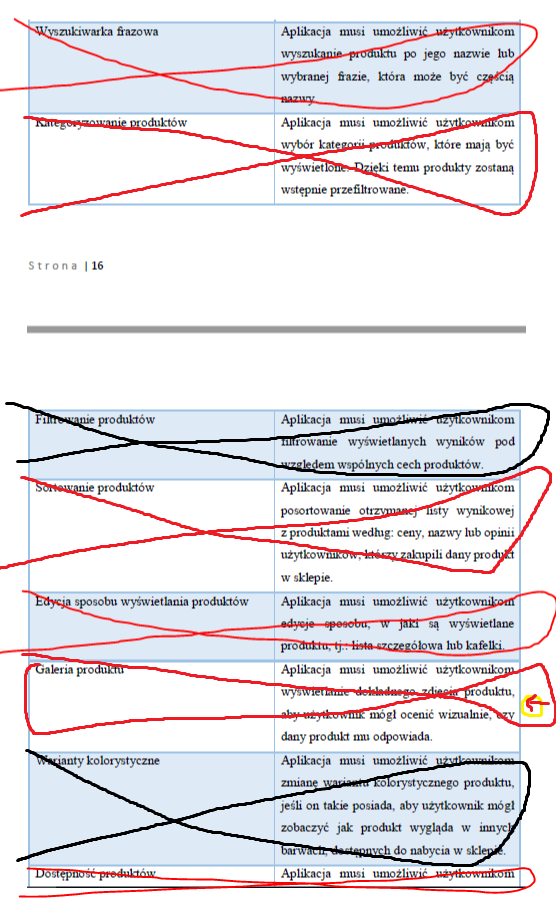 Wyszukiwarka frazowa
Aplikacja musi umożliwić użytkownikom
wyszukanie produktu po jego nazwie lub
wybranej frazie, która może być częścią
nazwy.
Kategoryzowanie produktów
Aplikacja musi umożliwić użytkownikom
wybór kategorii produktów, które mają być
wyświetlone. Dzięki temu produkty zostaną
wstępnie przefiltrowane.
Strona | 16
Filtrowanie produktów
Aplikacja musi umożliwić użytkownikom
filtrowanie wyświetlanych wyników pod
względem wspólnych cech produktów.
Sortowanie produktów
Aplikacja musi umożliwić użytkownikom
posortowanie otrzymanej listy wynikowej
z produktami według: ceny, nazwy lub opinii
użytkowników, którzy zakupili dany produkt
w sklepie.
Edycja sposobu wyświetlania produktów
Aplikacja musi umożliwić użytkownikom
edycję sposobu, w jaki są wyświetlane
produktu, tj.: lista szczegółowa lub kafelki.
Galeria produktu
Aplikacja musi umożliwić użytkownikom
wyświetlanie dokładnego zdjęcia produktu,
aby użytkownik mógł ocenić wizualnie, czy
dany produkt mu odpowiada.
Warianty kolorystyczne
Aplikacja musi umożliwić użytkownikom
zmianę wariantu kolorystycznego produktu,
jeśli on takie posiada, aby użytkownik mógł
zobaczyć jak produkt wygląda w innych
barwach, dostępnych do nabycia w sklepie.
Dostępność produktów
Aplikacja musi umożliwić użytkownikom